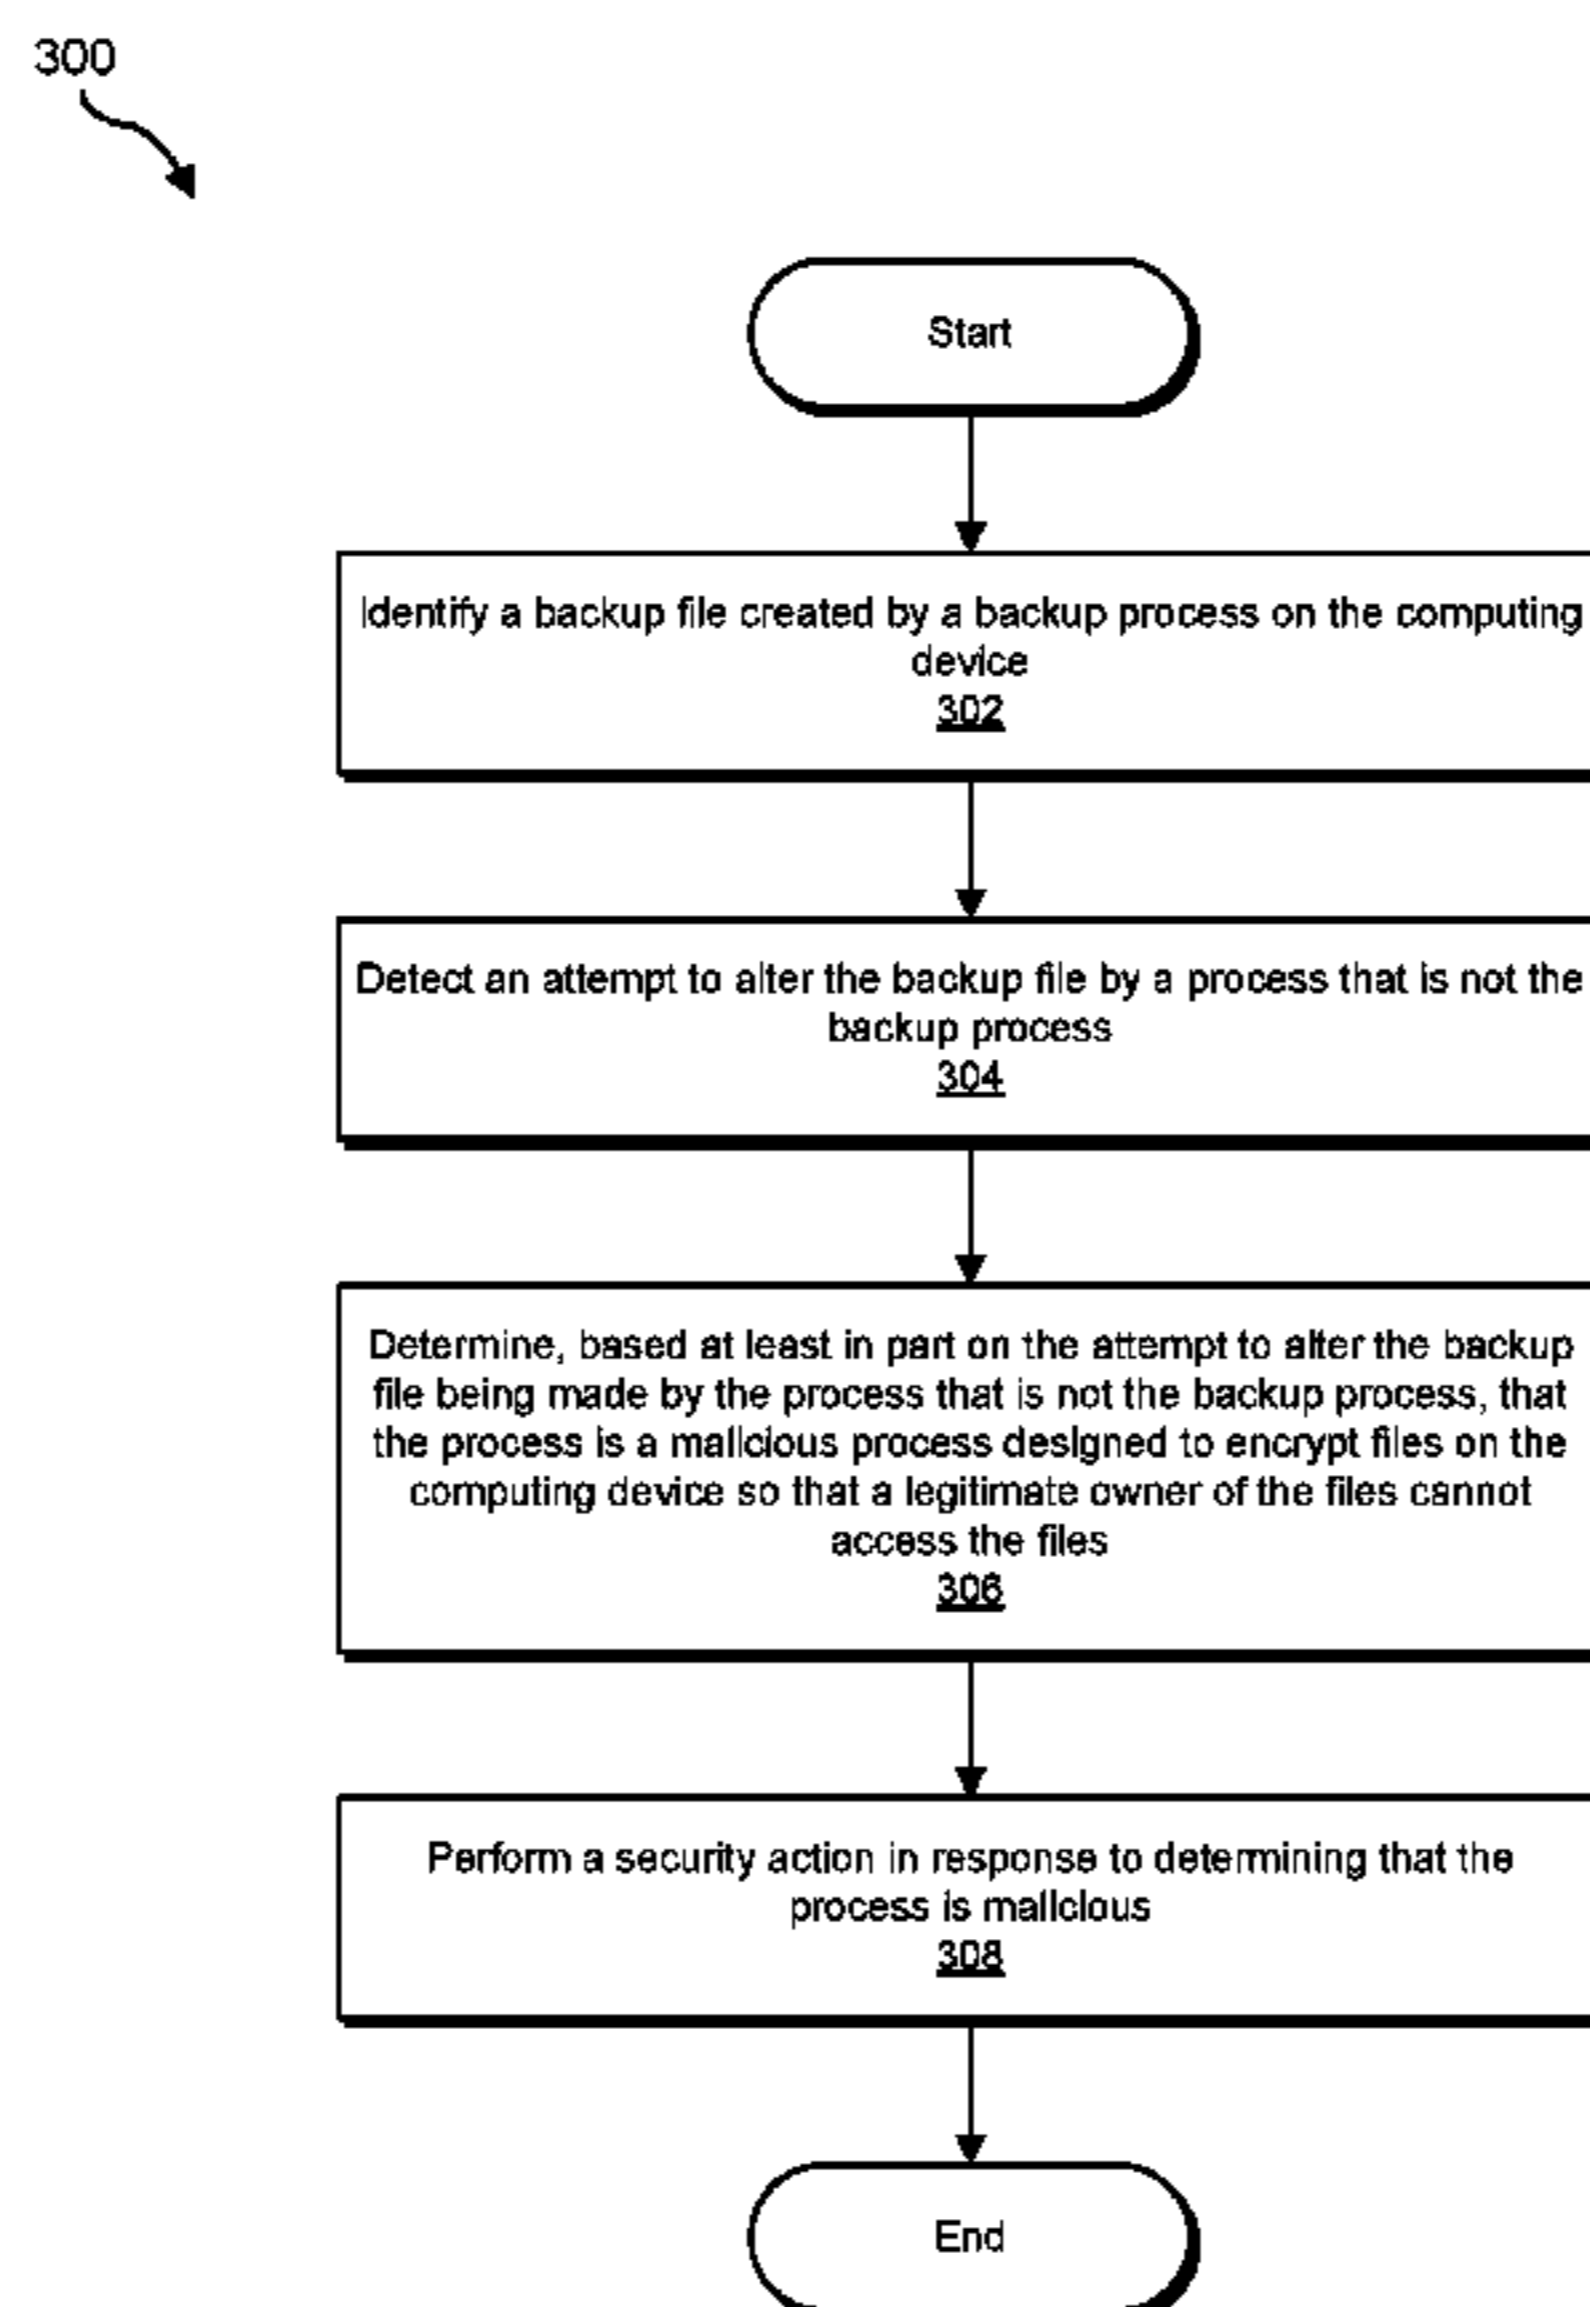 300
Start
Identify a backup file created by a backup process on the computing
device
302
Detect an attempt to alter the backup file by a process that is not the
backup process
304
Determine, based at least in part on the attempt to alter the backup
file being made by the process that is not the backup process, that
the process is a malicious process designed to encrypt files on the
computing device so that a legitimate owner of the files cannot
access the files
306
Perform a security action in response to determining that the
process is malicious
308
End